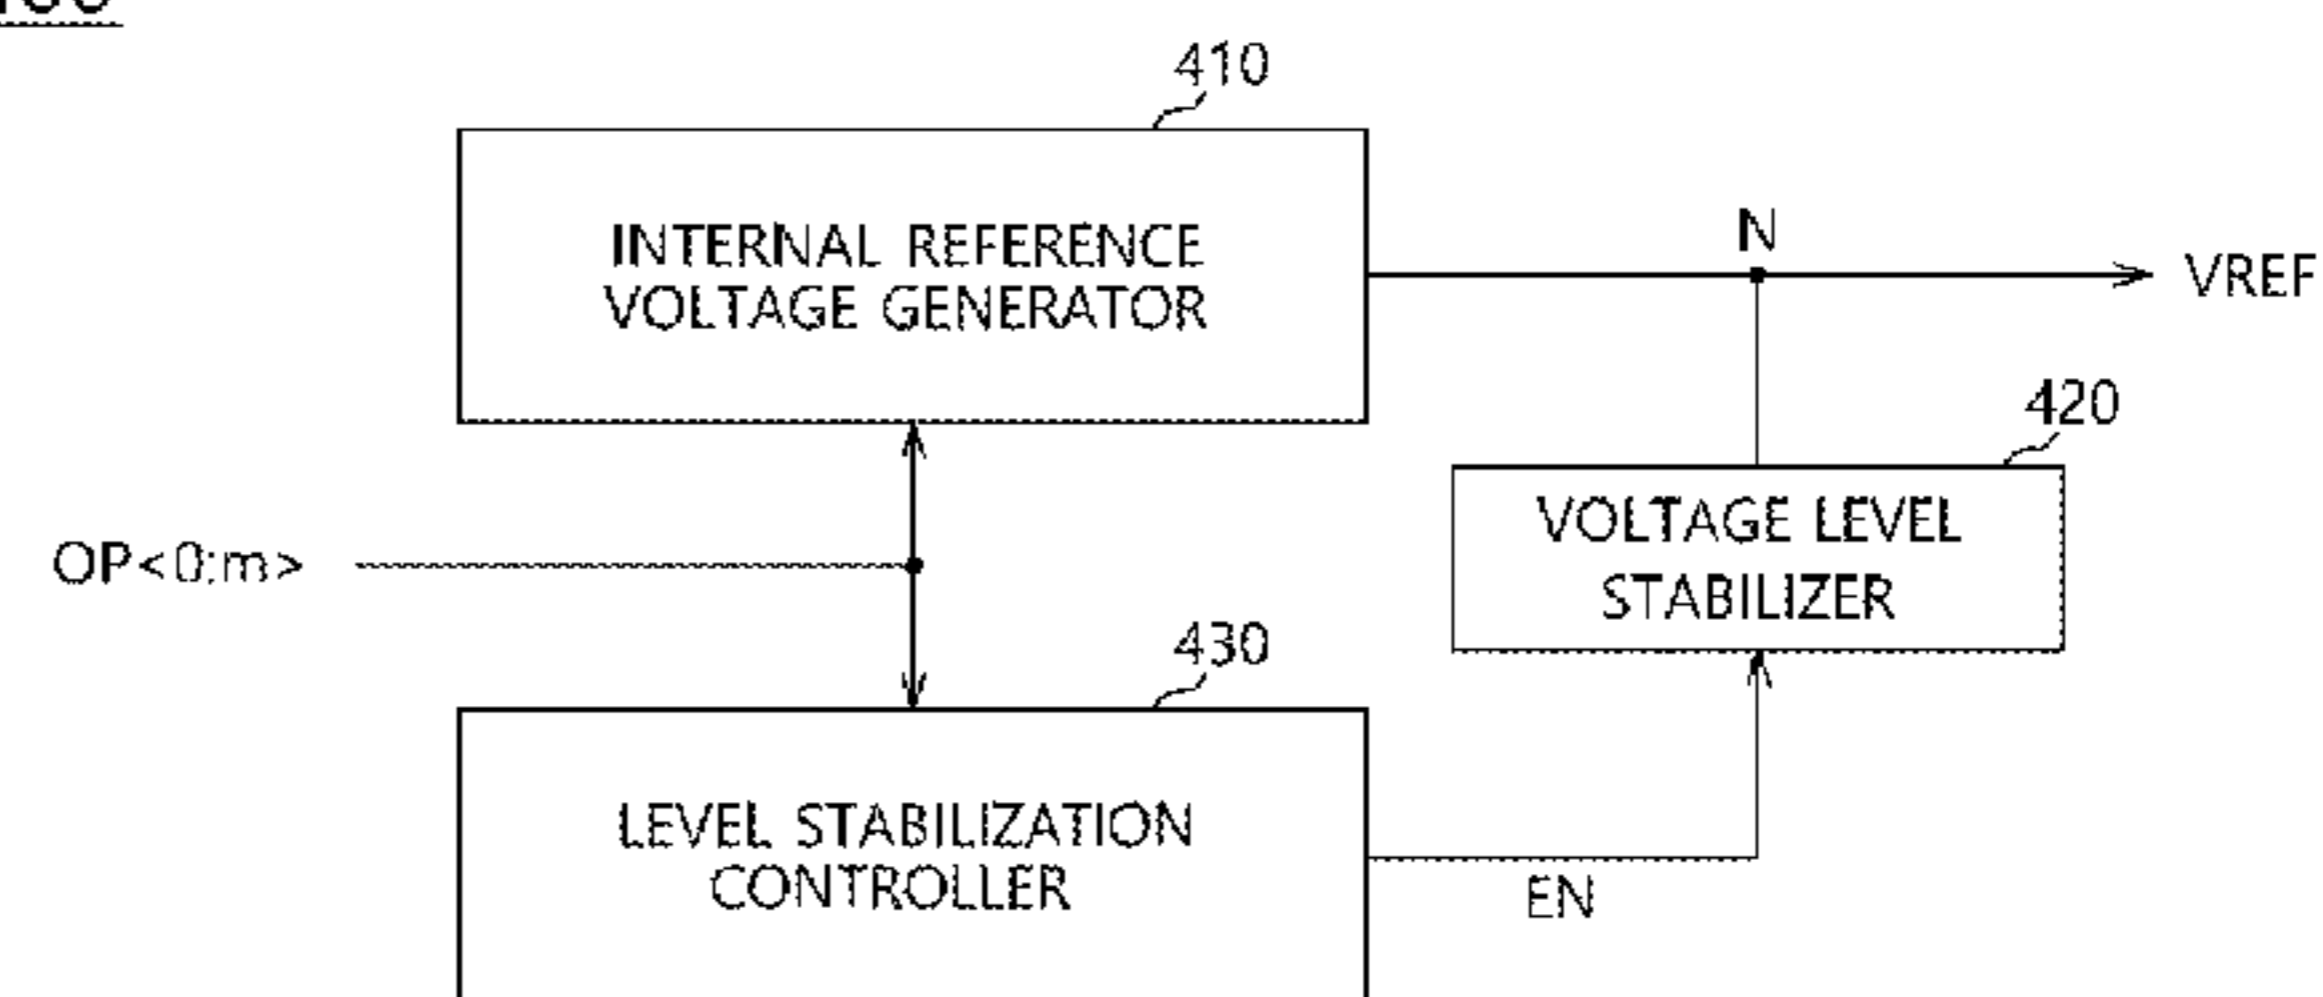 410
INTERNAL REFERENCE
VOLTAGE GENERATOR
N
VREF
420
VOLTAGE LEVEL
STABILIZER
OP<0:m>
430
LEVEL STABILIZATION
CONTROLLER
EN